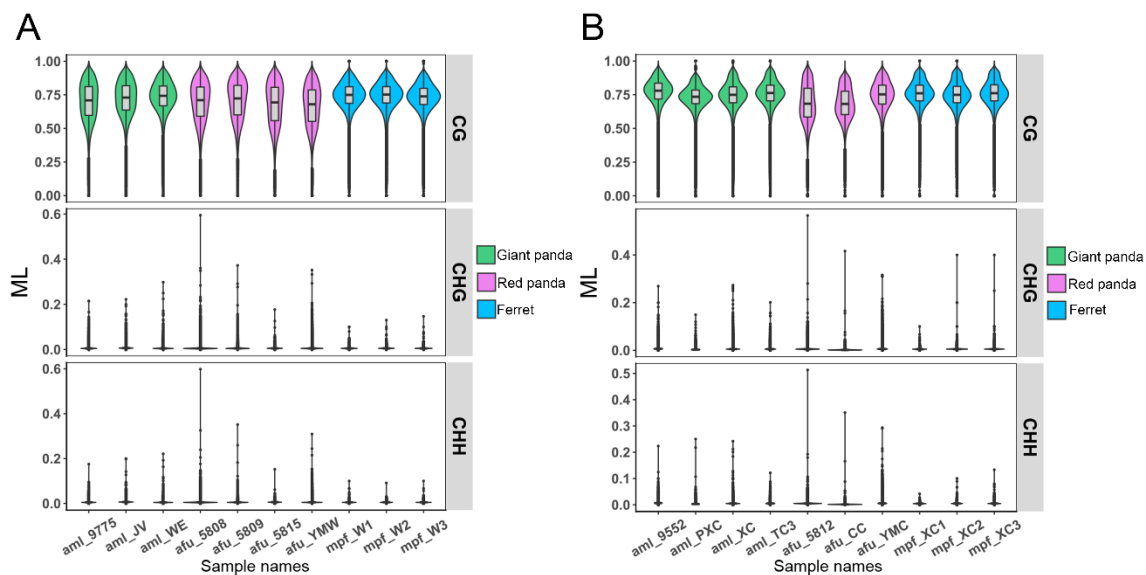 A
B
1.00
0.75
0.50
0.25
0.00
CG
0.6
0.4
0.2
0.0
CHG
0.6
0.4
0.2
0.0
CHH
ML
aml_9775
aml_JV
aml_WE
afu_5808
afu_5809
afu_5815
afu_YMW
mpf_W1
mpf_W2
mpf_W3
Sample names
Giant panda
Red panda
Ferret
1.00
0.75
0.50
0.25
0.00
CG
0.4
0.2
0.0
CHG
0.5
0.4
0.3
0.2
0.1
0.0
CHH
ML
aml_9552
aml_PXC
aml_XC
aml_TC3
afu_5812
afu_CC
afu_YMC
mpf_XC1
mpf_XC2
mpf_XC3
Sample names
Giant panda
Red panda
Ferret